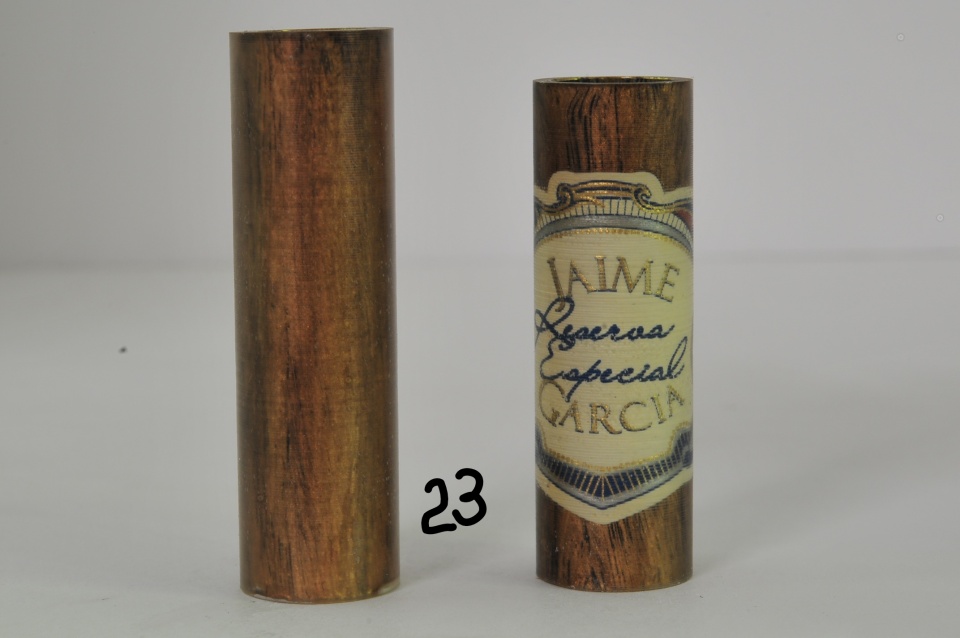 JAIME
Reserva
Especial
GARCIA
23